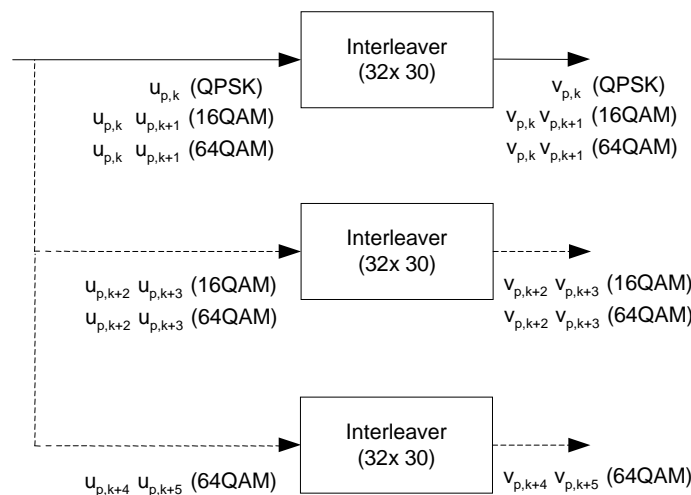 Interleaver
(32x 30)
u_{p,k} (QPSK)
u_{p,k} u_{p,k+1} (16QAM)
u_{p,k} u_{p,k+1} (64QAM)
v_{p,k} (QPSK)
v_{p,k} v_{p,k+1} (16QAM)
v_{p,k} v_{p,k+1} (64QAM)
Interleaver
(32x 30)
u_{p,k+2} u_{p,k+3} (16QAM)
u_{p,k+2} u_{p,k+3} (64QAM)
v_{p,k+2} v_{p,k+3} (16QAM)
v_{p,k+2} v_{p,k+3} (64QAM)
Interleaver
(32x 30)
u_{p,k+4} u_{p,k+5} (64QAM)
v_{p,k+4} v_{p,k+5} (64QAM)